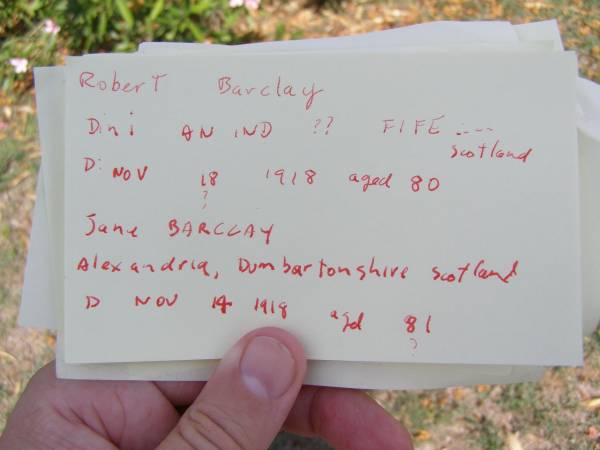 Robert Barclay
Dini AN IND ?? FIFE ....
Scotland
D: NOV 18 1918 aged 80
?
Jane BARCLAY
Alexandria, Dumbartonshire Scotland
D NOV 14 1918 aged 81
?